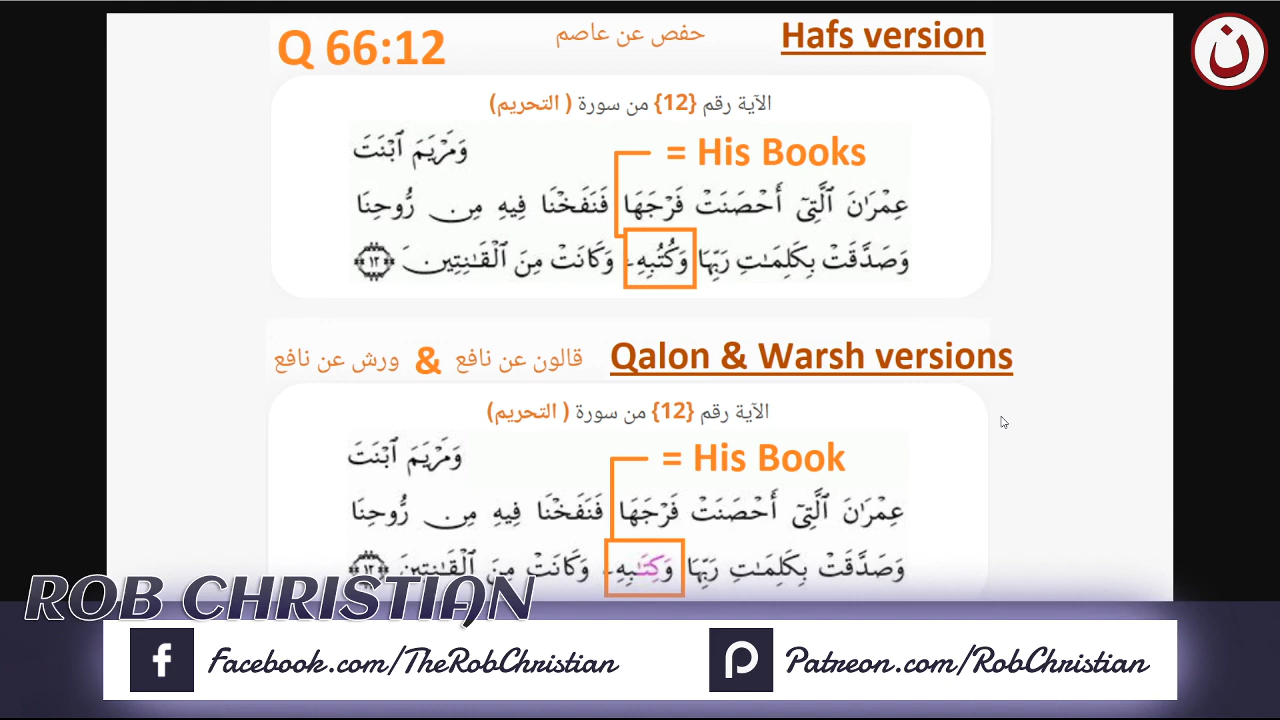 Q 66:12 حفص عن عاصم Hafs version
ن
الآية رقم {12} من سورة ( التحريم)
= His Books
وَمَرْيَمَ ٱبْنَتَ
عِمْرَٰنَ ٱلَّتِىٓ أَحْصَنَتْ فَرْجَهَا فَنَفَخْنَا فِيهِ مِن رُّوحِنَا
وَصَدَّقَتْ بِكَلِمَـٰتِ رَبِّهَا وَكُتُبِهِۦ وَكَانَتْ مِنَ ٱلْقَـٰنِتِينَ ١٢
ورش عن نافع & قالون عن نافع Qalon & Warsh versions
الآية رقم {12} من سورة ( التحريم)
= His Book
وَمَرْيَمَ ٱبْنَتَ
عِمْرَٰنَ ٱلَّتِىٓ أَحْصَنَتْ فَرْجَهَا فَنَفَخْنَا فِيهِ مِن رُّوحِنَا
وَصَدَّقَتْ بِكَلِمَـٰتِ رَبِّهَا وَكِتَـٰبِهِۦ وَكَانَتْ مِنَ ٱلْقَـٰنِتِينَ ١٢
ROB CHRISTIAN
Facebook.com/TheRobChristian
Patreon.com/RobChristian